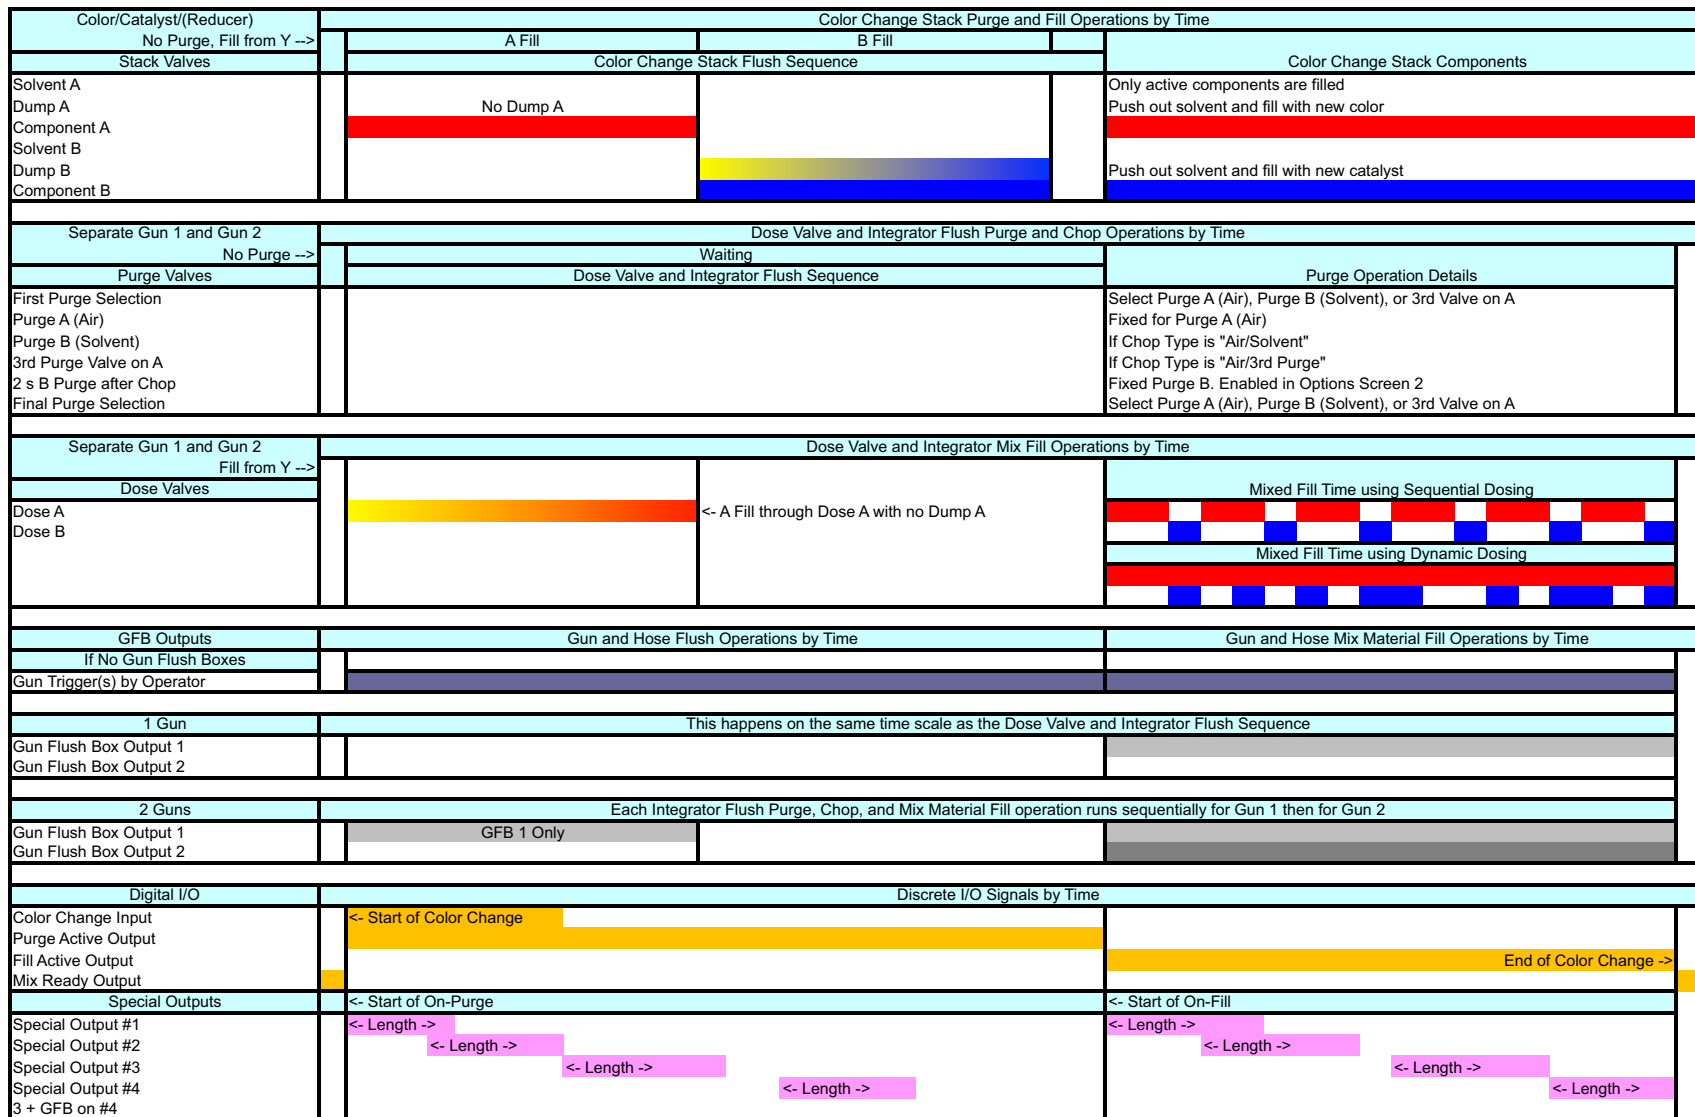 Color/Catalyst/(Reducer)
Color Change Stack Purge and Fill Operations by Time
No Purge, Fill from Y -->
A Fill
B Fill
Stack Valves
Color Change Stack Flush Sequence
Color Change Stack Components
Solvent A
Only active components are filled
Dump A
No Dump A
Push out solvent and fill with new color
Component A
Solvent B
Dump B
Push out solvent and fill with new catalyst
Component B
Separate Gun 1 and Gun 2
Dose Valve and Integrator Flush Purge and Chop Operations by Time
No Purge -->
Waiting
Purge Valves
Dose Valve and Integrator Flush Sequence
Purge Operation Details
First Purge Selection
Select Purge A (Air), Purge B (Solvent), or 3rd Valve on A
Purge A (Air)
Fixed for Purge A (Air)
Purge B (Solvent)
If Chop Type is "Air/Solvent"
3rd Purge Valve on A
If Chop Type is "Air/3rd Purge"
2 s B Purge after Chop
Fixed Purge B. Enabled in Options Screen 2
Final Purge Selection
Select Purge A (Air), Purge B (Solvent), or 3rd Valve on A
Separate Gun 1 and Gun 2
Dose Valve and Integrator Mix Fill Operations by Time
Fill from Y -->
Dose Valves
Mixed Fill Time using Sequential Dosing
Dose A
<- A Fill through Dose A with no Dump A
Dose B
Mixed Fill Time using Dynamic Dosing
GFB Outputs
Gun and Hose Flush Operations by Time
Gun and Hose Mix Material Fill Operations by Time
If No Gun Flush Boxes
Gun Trigger(s) by Operator
1 Gun
This happens on the same time scale as the Dose Valve and Integrator Flush Sequence
Gun Flush Box Output 1
Gun Flush Box Output 2
2 Guns
Each Integrator Flush Purge, Chop, and Mix Material Fill operation runs sequentially for Gun 1 then for Gun 2
Gun Flush Box Output 1
GFB 1 Only
Gun Flush Box Output 2
Digital I/O
Discrete I/O Signals by Time
Color Change Input
<- Start of Color Change
Purge Active Output
Fill Active Output
End of Color Change ->
Mix Ready Output
Special Outputs
<- Start of On-Purge
<- Start of On-Fill
Special Output #1
<- Length ->
<- Length ->
Special Output #2
<- Length ->
<- Length ->
Special Output #3
<- Length ->
<- Length ->
Special Output #4
<- Length ->
<- Length ->
3 + GFB on #4